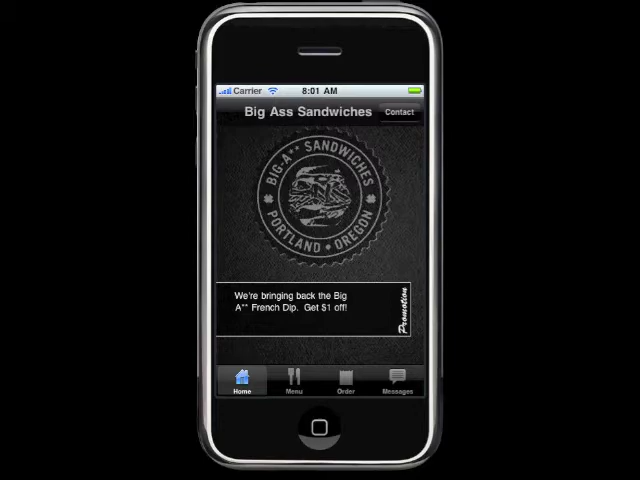 Carrier 8:01 AM
Big Ass Sandwiches Contact
BIG-A** SANDWICHES
PORTLAND • OREGON
We're bringing back the Big
A** French Dip. Get $1 off!
Promotion
Home Menu Order Messages